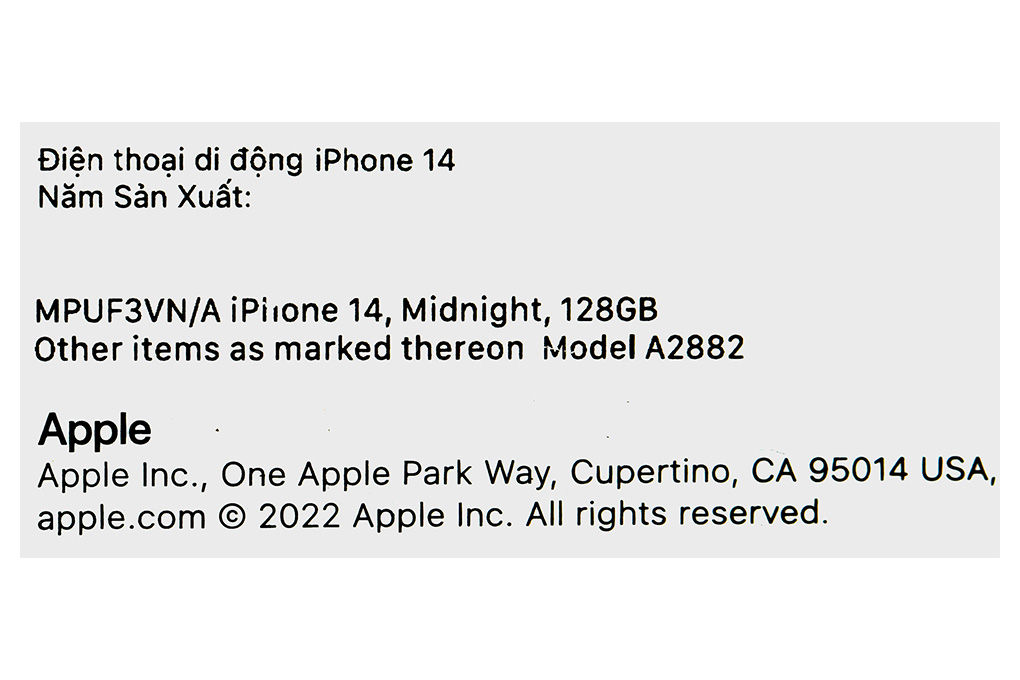 Điện thoại di động iPhone 14
Năm Sản Xuất:
MPUF3VN/A iPhone 14, Midnight, 128GB
Other items as marked thereon Model A2882
Apple
Apple Inc., One Apple Park Way, Cupertino, CA 95014 USA,
apple.com © 2022 Apple Inc. All rights reserved.